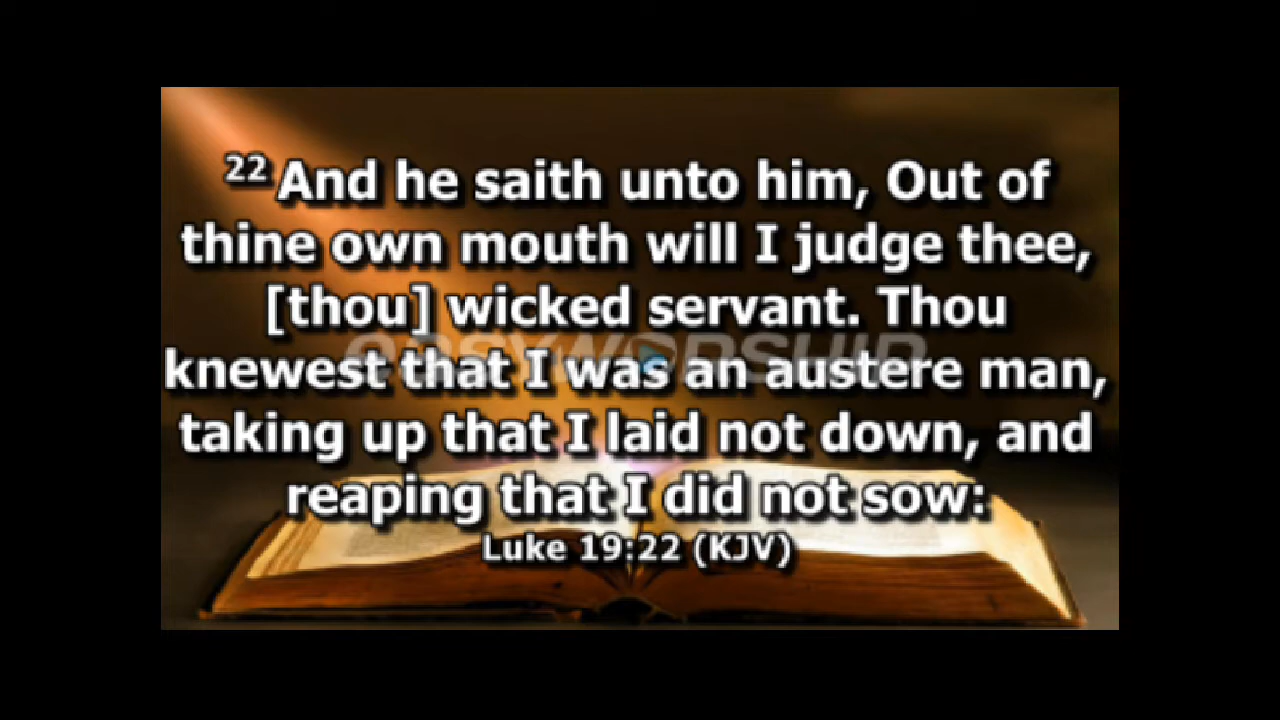 22 And he saith unto him, Out of
thine own mouth will I judge thee,
[thou] wicked servant. Thou
easyworship
knewest that I was an austere man,
taking up that I laid not down, and
reaping that I did not sow:
Luke 19:22 (KJV)